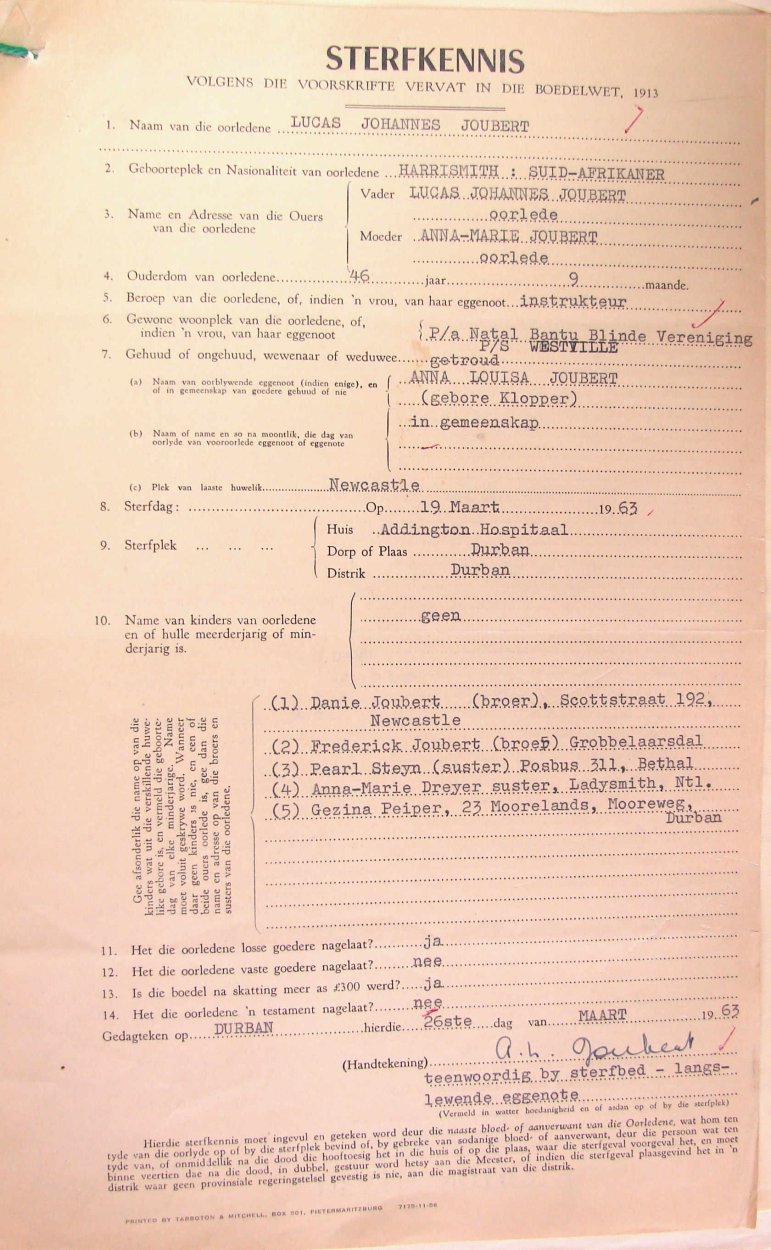 STERFKENNIS
VOLGENS DIE VOORSKRIFTE VERVAT IN DIE BOEDELWET, 1913
1. Naam van die oorledene LUCAS JOHANNES JOUBERT
2. Geboorteplek en Nasionaliteit van oorledene HARRISMITH : SUID-AFRIKANER
3. Name en Adresse van die Ouers van die oorledene
Vader LUCAS JOHANNES JOUBERT
oorlede
Moeder ANNA-MARIE JOUBERT
oorlede
4. Ouderdom van oorledene 46 jaar 9 maande.
5. Beroep van die oorledene, of, indien 'n vrou, van haar eggenoot instrukteur
6. Gewone woonplek van die oorledene, of,
indien 'n vrou, van haar eggenoot P/a Natal Bantu Blinde Vereniging
P/S WESTVILLE
7. Gehuud of ongehuud, wewenaar of weduwee getroud
(a) Naam van oorblywende eggenoot (indien enige), en
of in gemeenskap van goedere gehuud of nie
ANNA LOUISA JOUBERT
(gebore Klopper)
in gemeenskap
(b) Naam of name en so na moontlik, die dag van
oorlyde van vooroorlede eggenoot of eggenote
(c) Plek van laaste huwelik Newcastle
8. Sterfdag : Op 19 Maart 1963
9. Sterfplek ... ... ...
Huis Addington Hospitaal
Dorp of Plaas Durban
Distrik Durban
10. Name van kinders van oorledene
en of hulle meerderjarig of min-
derjarig is.
geen
Gee afsonderlik die name op van die
kinders wat uit die verskillende huwe-
like gebore is, en vermeld die geboorte-
dag van elke minderjarige. Name
moet voluit geskrywe word. Wanneer
daar geen kinders is nie, en een of
beide ouers oorlede is, gee dan die
name en adresse op van die broers en
susters van die oorledene.
(1) Danie Joubert (broer), Scottstraat 192,
Newcastle
(2) Frederick Joubert (broer) Grobbelaarsdal
(3) Pearl Steyn (suster) Posbus 311, Bethal
(4) Anna-Marie Dreyer suster, Ladysmith, Ntl.
(5) Gezina Peiper, 23 Moorelands, Mooreweg,
Durban
11. Het die oorledene losse goedere nagelaat? ja
12. Het die oorledene vaste goedere nagelaat? nee
13. Is die boedel na skatting meer as £300 werd? ja
14. Het die oorledene 'n testament nagelaat? nee
Gedagteken op DURBAN hierdie 26ste dag van MAART 1963
(Handtekening) A.L. Joubert
teenwoordig by sterfbed - langs-
lewende eggenote
(Vermeld in watter hoedanigheid en of aldan op of by die sterfplek)
Hierdie sterfkennis moet ingevul en geteken word deur die naaste bloed- of aanverwant van die Oorledene, wat hom ten
tyde van die oorlyde op of by die sterfplek bevind of, by gebreke van sodanige bloed- of aanverwant, deur die persoon wat ten
tyde van, of onmiddellik na die dood die hooftoesig het in die huis of op die plaas, waar die sterfgeval voorgeval het, en moet
binne veertien dae na die dood, in dubbel, gestuur word hetsy aan die Meester, of indien die sterfgeval plaasgevind het in 'n
distrik waar geen provinsiale regeringstelsel gevestig is nie, aan die magistraat van die distrik.
PRINTED BY TARBOTON & MITCHELL, BOX 501, PIETERMARITZBURG